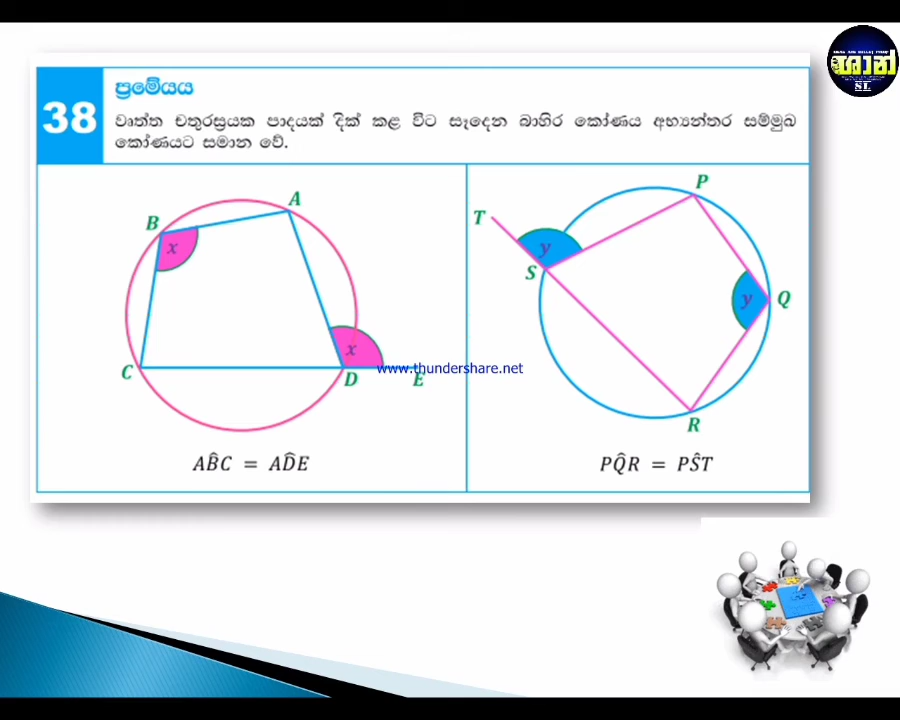 ශාන්
SL
38
ප්‍රමේයය
වෘත්ත චතුරස්‍රයක පාදයක් දික් කළ විට සෑදෙන බාහිර කෝණය අභ්‍යන්තර සම්මුඛ
කෝණයට සමාන වේ.
A
B
x
x
C
D
E
www.thundershare.net
AB̂C = AD̂E
P
T
y
S
y
Q
R
PQ̂R = PŜT